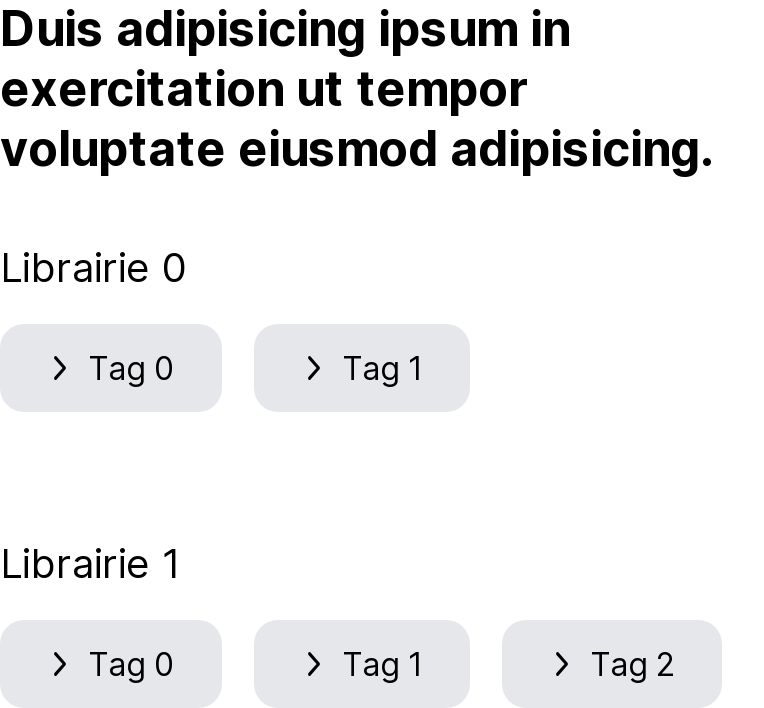 Duis adipisicing ipsum in
exercitation ut tempor
voluptate eiusmod adipisicing.
Librairie 0
Tag 0 Tag 1
Librairie 1
Tag 0 Tag 1 Tag 2